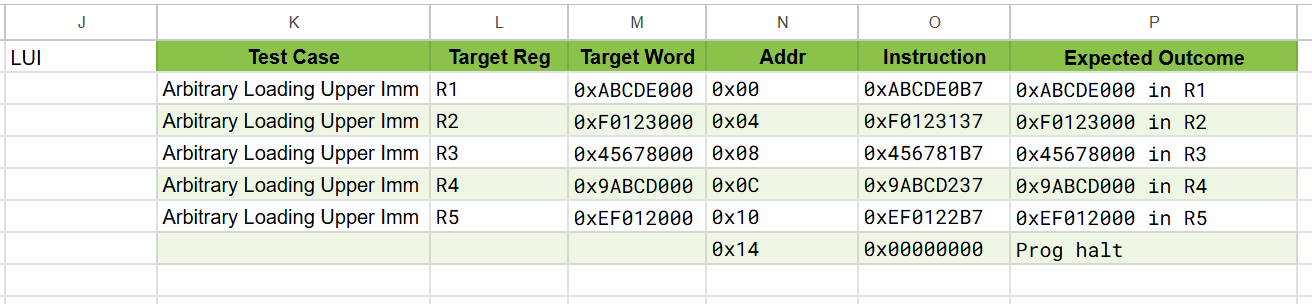 J K L M N O P
LUI Test Case Target Reg Target Word Addr Instruction Expected Outcome
Arbitrary Loading Upper Imm R1 0xABCDE000 0x00 0xABCDE0B7 0xABCDE000 in R1
Arbitrary Loading Upper Imm R2 0xF0123000 0x04 0xF0123137 0xF0123000 in R2
Arbitrary Loading Upper Imm R3 0x45678000 0x08 0x456781B7 0x45678000 in R3
Arbitrary Loading Upper Imm R4 0x9ABCD000 0x0C 0x9ABCD237 0x9ABCD000 in R4
Arbitrary Loading Upper Imm R5 0xEF012000 0x10 0xEF0122B7 0xEF012000 in R5
0x14 0x00000000 Prog halt